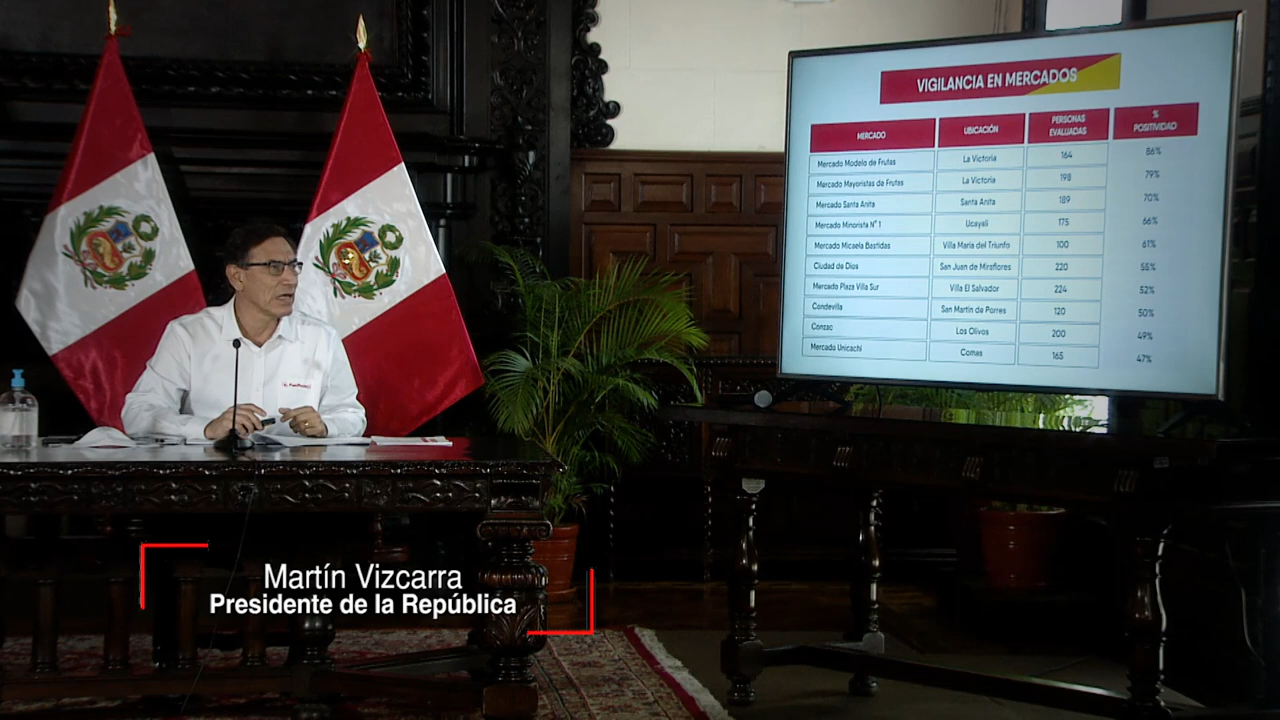 VIGILANCIA EN MERCADOS
MERCADO UBICACIÓN PERSONAS EVALUADAS % POSITIVIDAD
Mercado Modelo de Frutas La Victoria 164 86%
Mercado Mayoristas de Frutas La Victoria 198 79%
Mercado Santa Anita Santa Anita 189 70%
Mercado Minorista N° 1 Ucayali 175 66%
Mercado Micaela Bastidas Villa María del Triunfo 100 61%
Ciudad de Dios San Juan de Miraflores 220 55%
Mercado Plaza Villa Sur Villa El Salvador 224 52%
Condevilla San Martín de Porres 120 50%
Conzac Los Olivos 200 49%
Mercado Unicachi Comas 165 47%
Martín Vizcarra
Presidente de la República